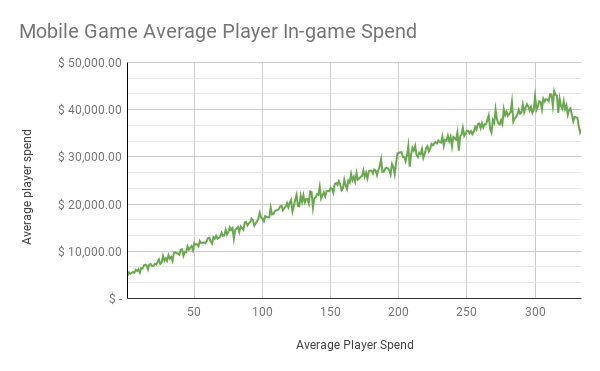 Mobile Game Average Player In-game Spend
Average player spend
$ 50,000.00
$ 40,000.00
$ 30,000.00
$ 20,000.00
$ 10,000.00
$ -
50 100 150 200 250 300
Average Player Spend